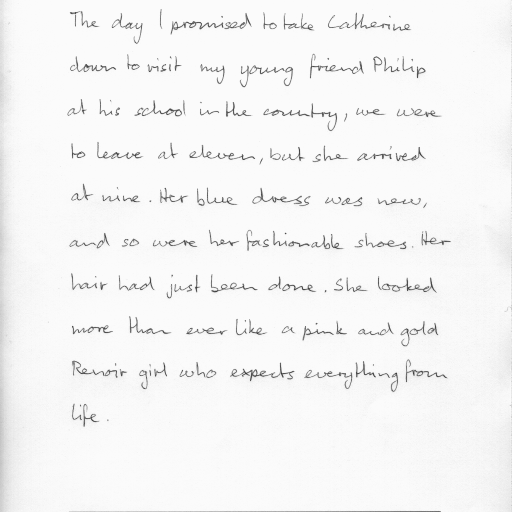 The day I promised to take Catherine
down to visit my young friend Philip
at his school in the country, we were
to leave at eleven, but she arrived
at nine. Her blue dress was new,
and so were her fashionable shoes. Her
hair had just been done. She looked
more than ever like a pink and gold
Renoir girl who expects everything from
life.